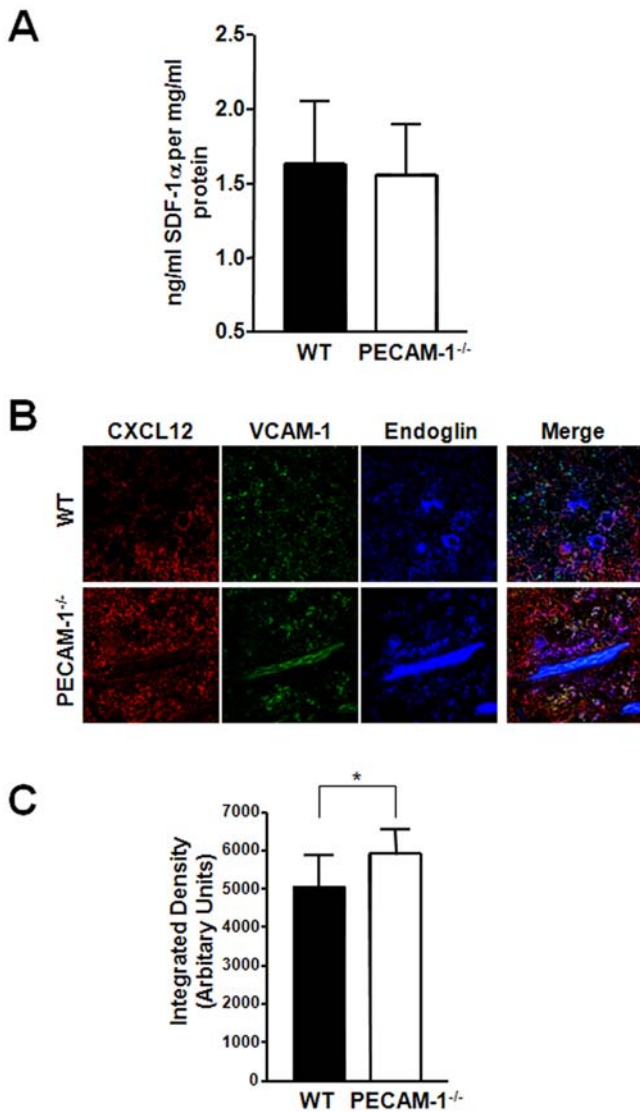 A
ng/ml SDF-1α per mg/ml
protein
2.5
2.0
1.5
1.0
0.5
WT PECAM-1-/-
B
CXCL12 VCAM-1 Endoglin Merge
WT
PECAM-1-/-
C
*
Integrated Density
(Arbitary Units)
7000
6000
5000
4000
3000
2000
1000
0
WT PECAM-1-/-